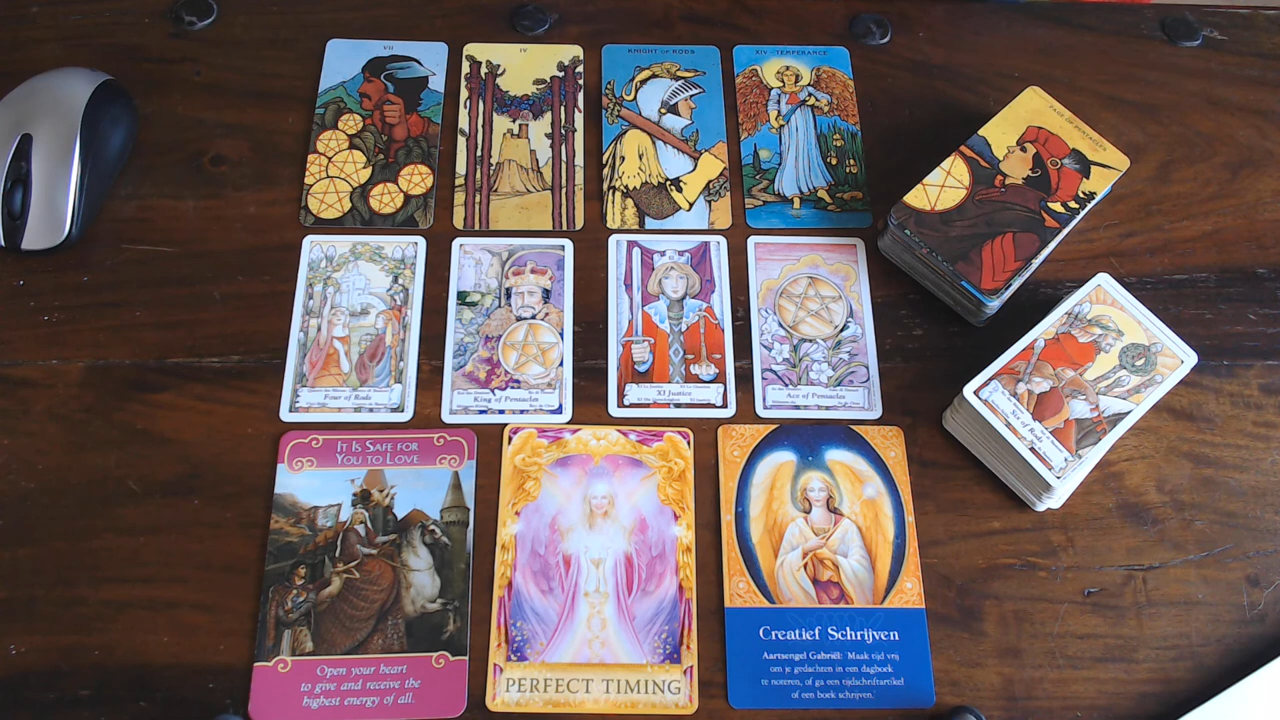 VII
IV
KNIGHT OF RODS
XIV - TEMPERANCE
PAGE OF PENTACLES
Four of Rods
King of Pentacles
XI Justice
Ace of Pentacles
Six of Rods
IT IS SAFE FOR
YOU TO LOVE
Open your heart
to give and receive the
highest energy of all.
PERFECT TIMING
Creatief Schrijven
Aartsengel Gabriël: 'Maak tijd vrij
om je gedachten in een dagboek
te noteren, of ga een tijdschriftartikel
of een boek schrijven.'